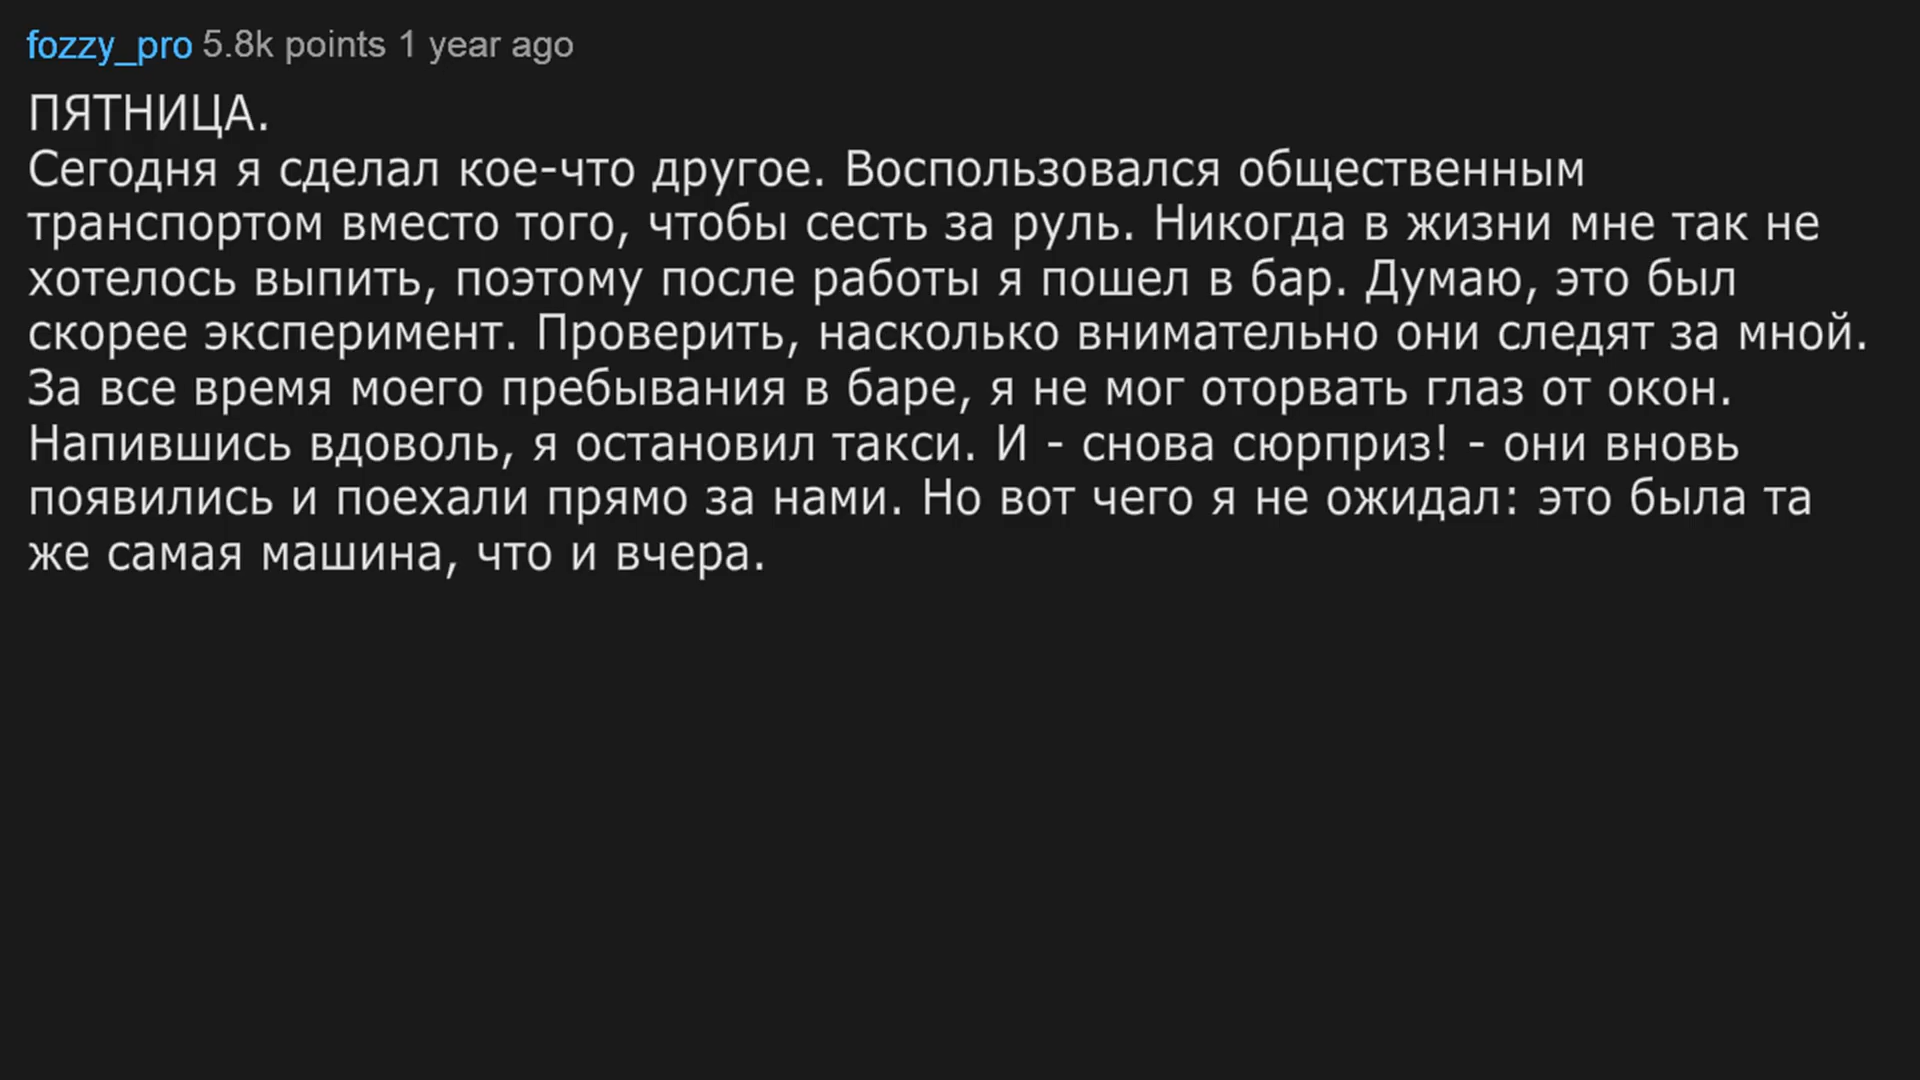 fozzy_pro 5.8k points 1 year ago
ПЯТНИЦА.
Сегодня я сделал кое-что другое. Воспользовался общественным
транспортом вместо того, чтобы сесть за руль. Никогда в жизни мне так не
хотелось выпить, поэтому после работы я пошел в бар. Думаю, это был
скорее эксперимент. Проверить, насколько внимательно они следят за мной.
За все время моего пребывания в баре, я не мог оторвать глаз от окон.
Напившись вдоволь, я остановил такси. И - снова сюрприз! - они вновь
появились и поехали прямо за нами. Но вот чего я не ожидал: это была та
же самая машина, что и вчера.